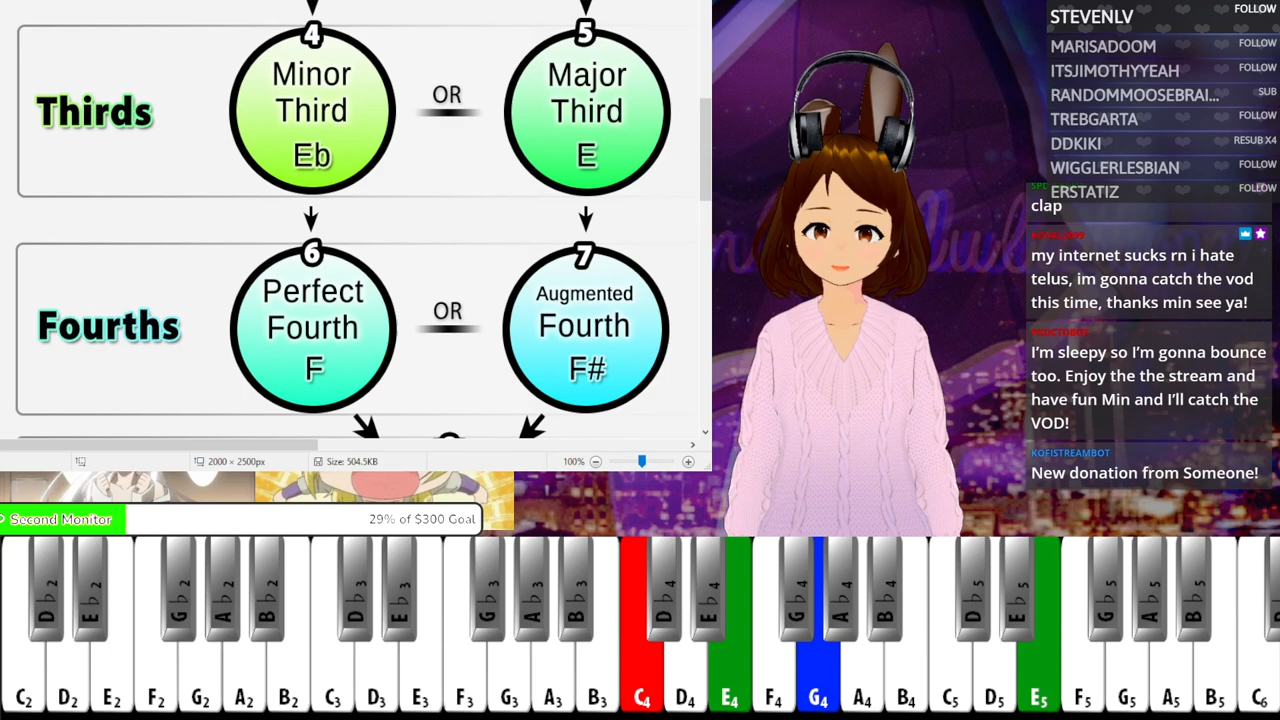 4
Minor
Third
Eb
OR
5
Major
Third
E
Thirds
6
Perfect
Fourth
F
OR
7
Augmented
Fourth
F#
Fourths
2000 × 2500px
Size: 504.5KB
100%
Second Monitor
29% of $300 Goal
STEVENLV FOLLOW
MARISADOOM FOLLOW
ITSJIMOTHYYEAH FOLLOW
RANDOMMOOSEBRAI... SUB
TREBGARTA FOLLOW
DDKIKI RESUB X4
WIGGLERLESBIAN FOLLOW
ERSTATIZ FOLLOW
clap
my internet sucks rn i hate
telus, im gonna catch the vod
this time, thanks min see ya!
I'm sleepy so I'm gonna bounce
too. Enjoy the the stream and
have fun Min and I'll catch the
VOD!
KOFISTREAMBOT
New donation from Someone!
D♭2 E♭2 G♭2 A♭2 B♭2 D♭3 E♭3 G♭3 A♭3 B♭3 D♭4 E♭4 G♭4 A♭4 B♭4 D♭5 E♭5 G♭5 A♭5 B♭5
C2 D2 E2 F2 G2 A2 B2 C3 D3 E3 F3 G3 A3 B3 C4 D4 E4 F4 G4 A4 B4 C5 D5 E5 F5 G5 A5 B5 C6